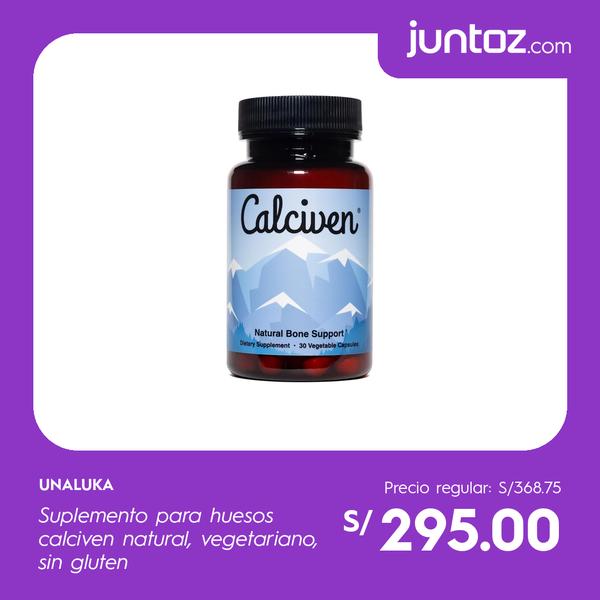 juntoz.com
Calciven®
Natural Bone Support
Dietary Supplement • 30 Vegetable Capsules
UNALUKA
Suplemento para huesos
calciven natural, vegetariano,
sin gluten
Precio regular: S/368.75
S/ 295.00